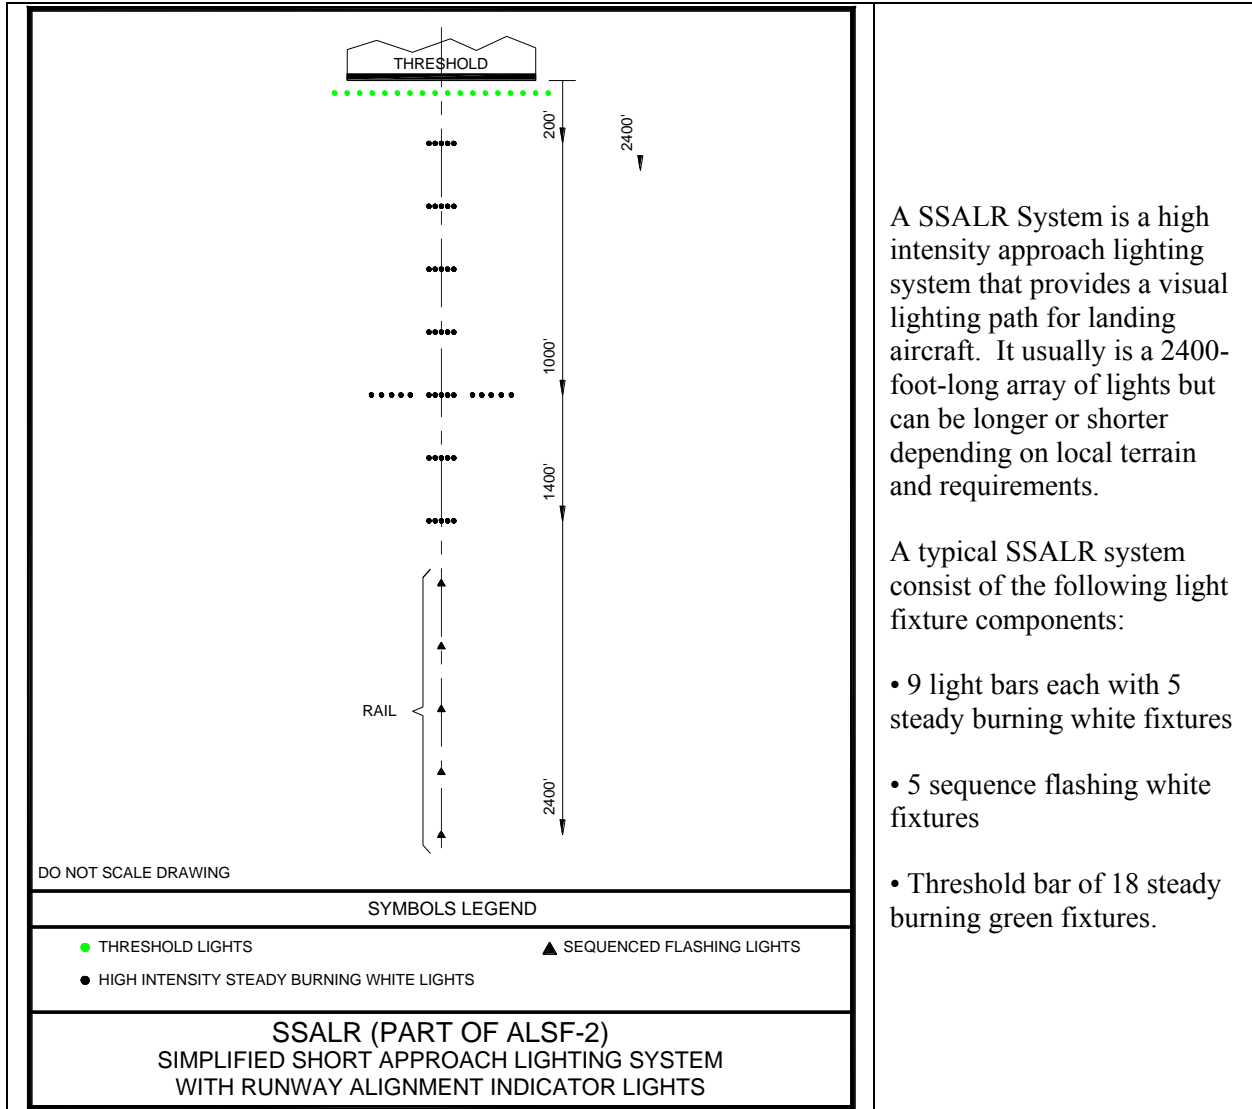 THRESHOLD
200'
2400'
1000'
1400'
RAIL
2400'
DO NOT SCALE DRAWING
SYMBOLS LEGEND
THRESHOLD LIGHTS
SEQUENCED FLASHING LIGHTS
HIGH INTENSITY STEADY BURNING WHITE LIGHTS
SSALR (PART OF ALSF-2)
SIMPLIFIED SHORT APPROACH LIGHTING SYSTEM
WITH RUNWAY ALIGNMENT INDICATOR LIGHTS
A SSALR System is a high
intensity approach lighting
system that provides a visual
lighting path for landing
aircraft.  It usually is a 2400-
foot-long array of lights but
can be longer or shorter
depending on local terrain
and requirements.
A typical SSALR system
consist of the following light
fixture components:
• 9 light bars each with 5
steady burning white fixtures
• 5 sequence flashing white
fixtures
• Threshold bar of 18 steady
burning green fixtures.